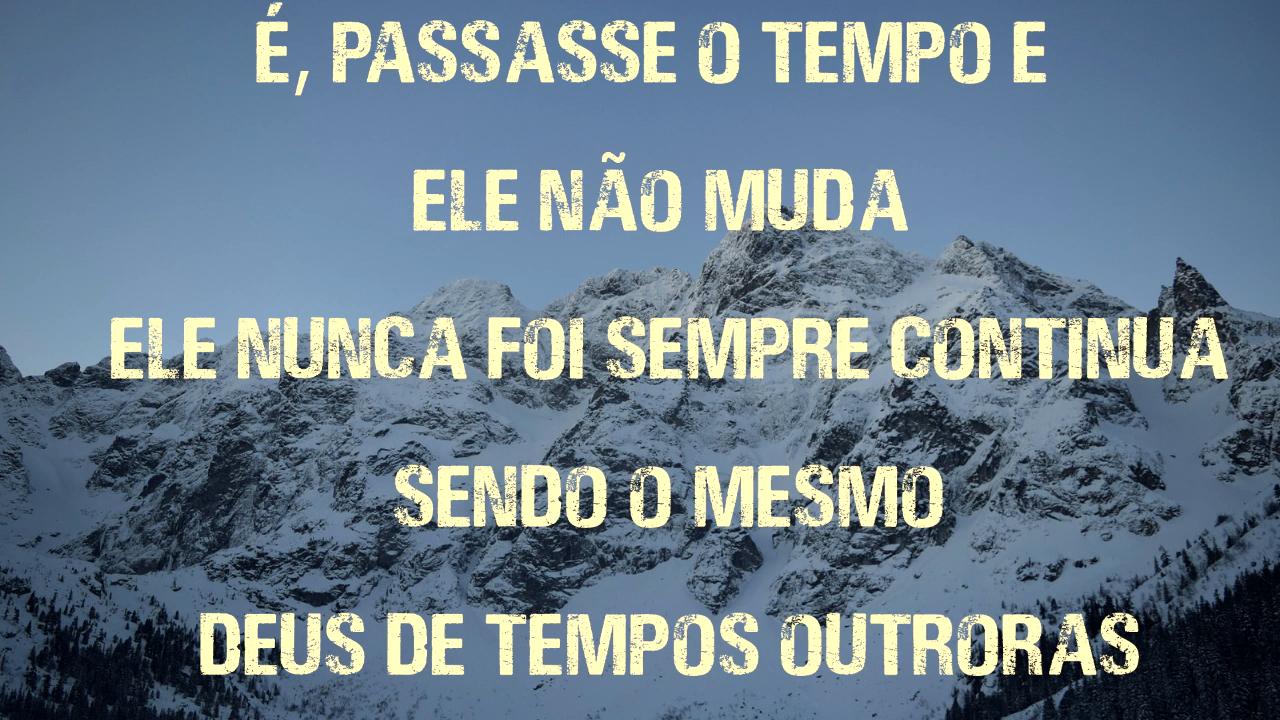 É, PASSASSE O TEMPO E
ELE NÃO MUDA
ELE NUNCA FOI SEMPRE CONTINUA
SENDO O MESMO
DEUS DE TEMPOS OUTRORAS